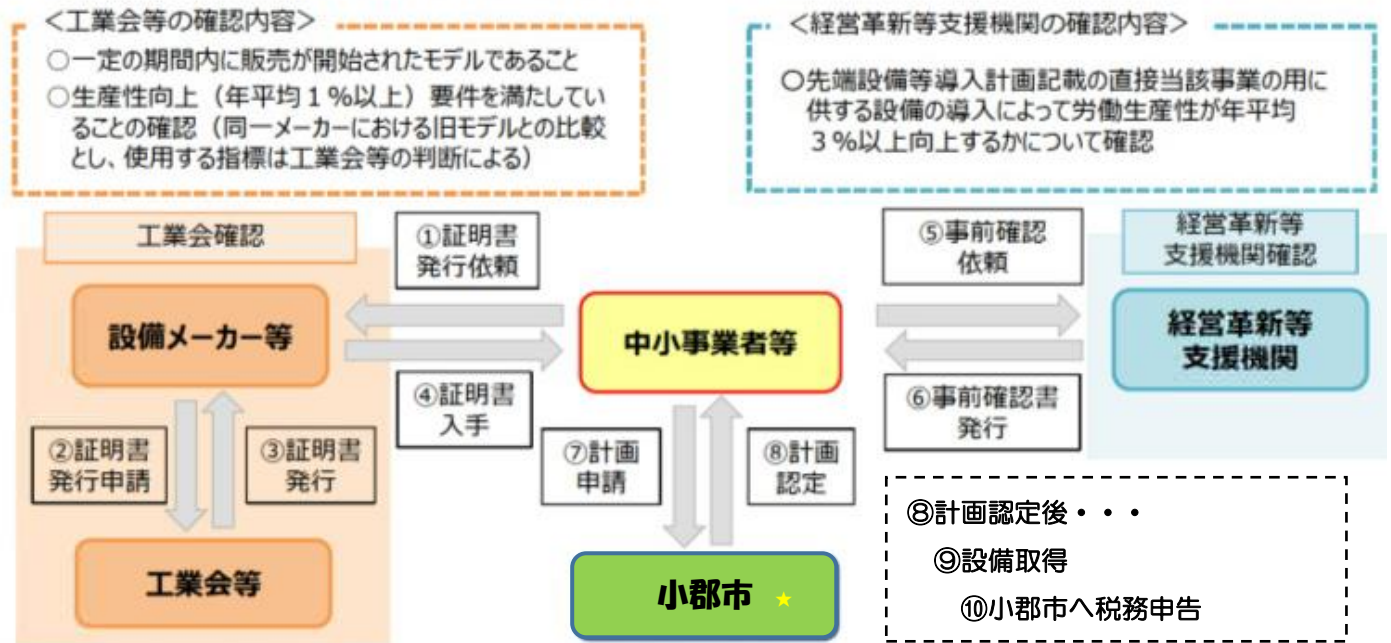 <工業会等の確認内容>
○一定の期間内に販売が開始されたモデルであること
○生産性向上（年平均１%以上）要件を満たしてい
ることの確認（同一メーカーにおける旧モデルとの比較
とし、使用する指標は工業会等の判断による）
<経営革新等支援機関の確認内容>
○先端設備等導入計画記載の直接当該事業の用に
供する設備の導入によって労働生産性が年平均
３%以上向上するかについて確認
工業会確認
①証明書
発行依頼
⑤事前確認
依頼
経営革新等
支援機関確認
設備メーカー等
中小事業者等
経営革新等
支援機関
④証明書
入手
⑥事前確認書
発行
②証明書
発行申請
③証明書
発行
⑦計画
申請
⑧計画
認定
工業会等
小郡市 ★
⑧計画認定後・・・
⑨設備取得
⑩小郡市へ税務申告